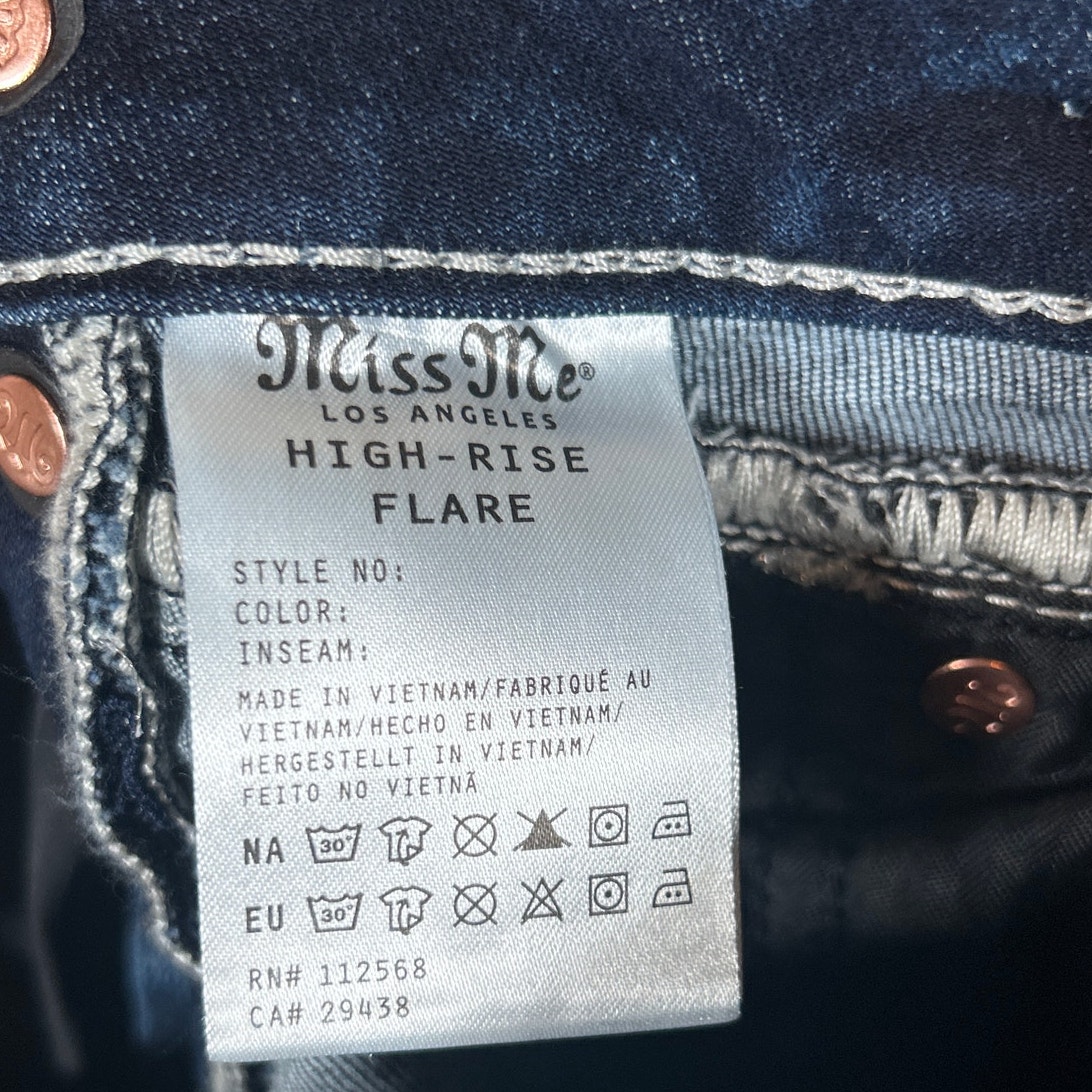 Miss Me®
LOS ANGELES
HIGH-RISE
FLARE
STYLE NO:
COLOR:
INSEAM:
MADE IN VIETNAM/FABRIQUÉ AU
VIETNAM/HECHO EN VIETNAM/
HERGESTELLT IN VIETNAM/
FEITO NO VIETNÃ
NA 30°
EU 30°
RN# 112568
CA# 29438